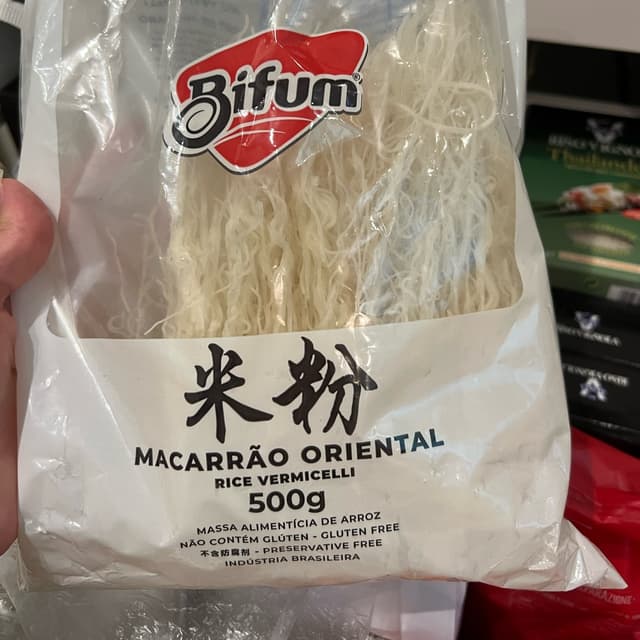 Bifum®
米粉
MACARRÃO ORIENTAL
RICE VERMICELLI
500g
MASSA ALIMENTÍCIA DE ARROZ
NÃO CONTÉM GLÚTEN - GLUTEN FREE
不含防腐剂 - PRESERVATIVE FREE
INDÚSTRIA BRASILEIRA
Thailandia